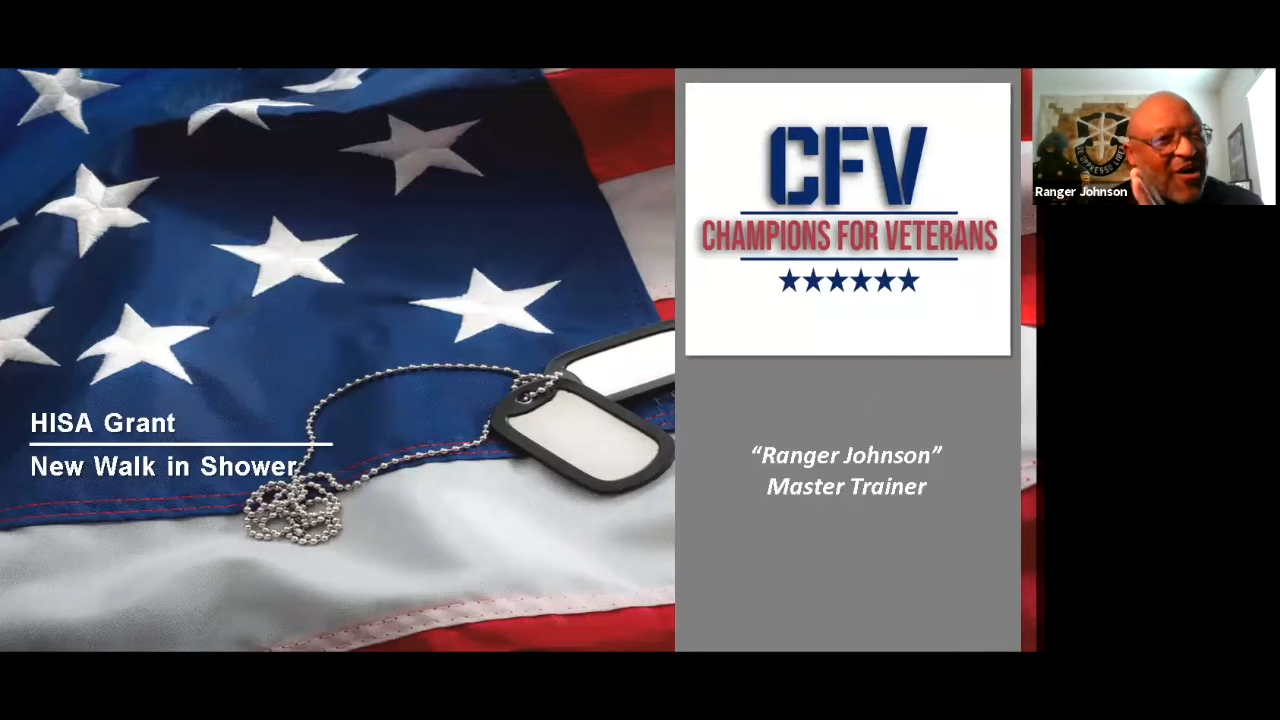 HISA Grant
New Walk in Shower
CFV
CHAMPIONS FOR VETERANS
“Ranger Johnson”
Master Trainer
Ranger Johnson